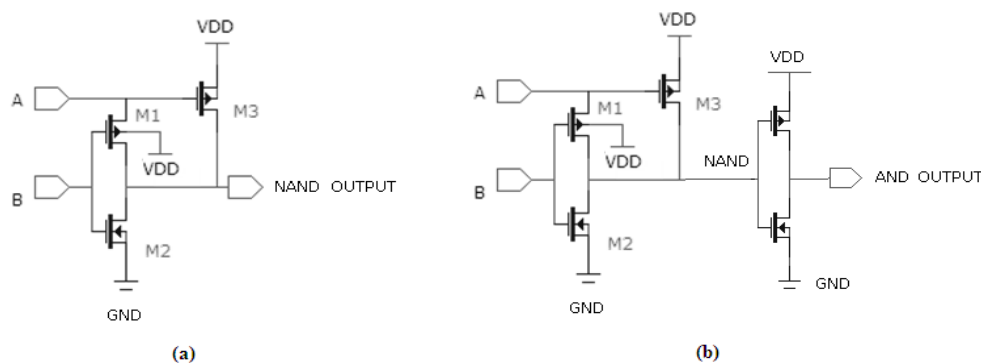 VDD
A
M1
M3
VDD
B
NAND OUTPUT
M2
GND
(a)
VDD
VDD
A
M1
M3
VDD
NAND
B
AND OUTPUT
M2
GND
GND
(b)